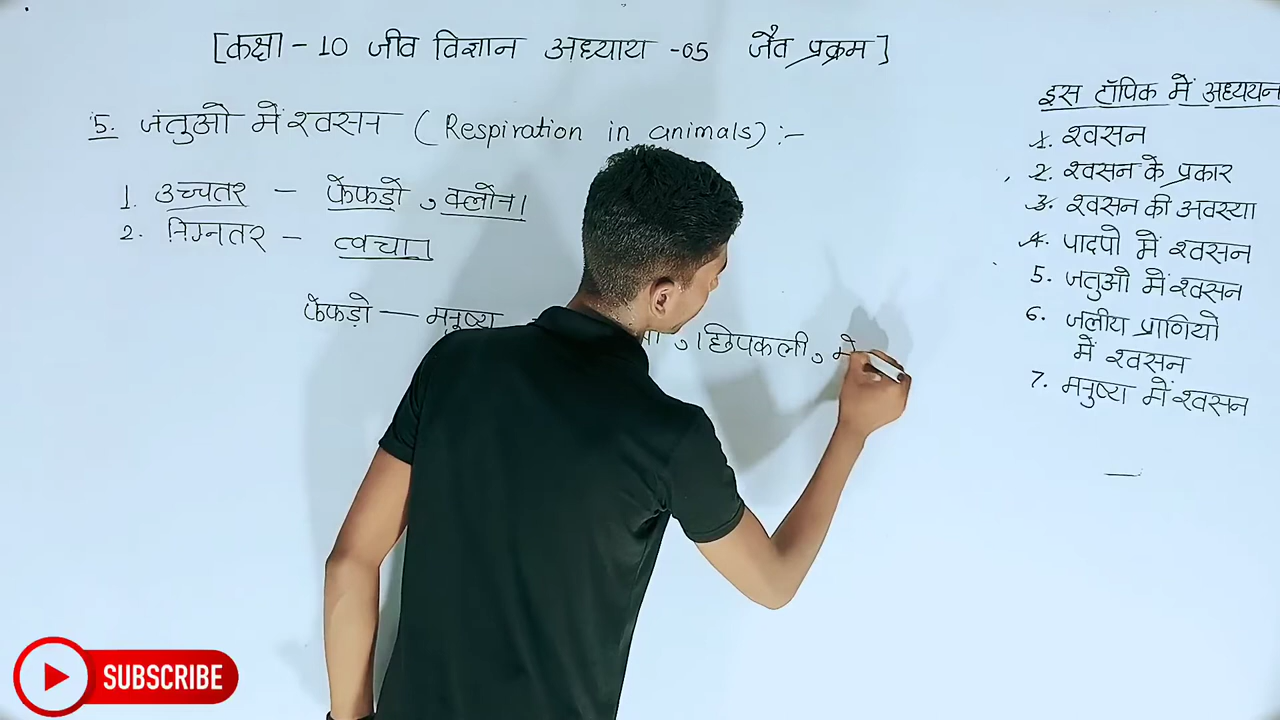 [कक्षा - 10 जीव विज्ञान अध्याय -05 जैव प्रक्रम]
5. जंतुओ में श्वसन (Respiration in animals):-
1. उच्चतर - फेफड़ो, क्लोन।
2. निम्नतर - त्वचा।
फेफड़ो — मनुष्य , छिपकली, मे
इस टॉपिक में अध्ययन
1. श्वसन
2. श्वसन के प्रकार
3. श्वसन की अवस्था
4. पादपो में श्वसन
5. जतुओ में श्वसन
6. जलीय प्राणियो
में श्वसन
7. मनुष्य में श्वसन
SUBSCRIBE